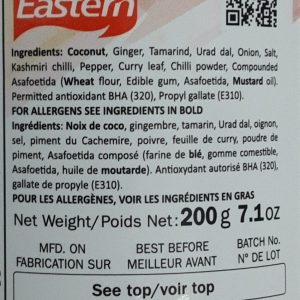 Eastern
Ingredients: Coconut, Ginger, Tamarind, Urad dal, Onion, Salt,
Kashmiri chilli, Pepper, Curry leaf, Chilli powder, Compounded
Asafoetida (Wheat flour, Edible gum, Asafoetida, Mustard oil).
Permitted antioxidant BHA (320), Propyl gallate (E310).
FOR ALLERGENS SEE INGREDIENTS IN BOLD
Ingrédients: Noix de coco, gingembre, tamarin, Urad dal, oignon,
sel, piment du Cachemire, poivre, feuille de curry, poudre de
piment, Asafoetida composé (farine de blé, gomme comestible,
Asafoetida, huile de moutarde). Antioxydant autorisé BHA (320),
gallate de propyle (E310).
POUR LES ALLERGÈNES, VOIR LES INGRÉDIENTS EN GRAS
Net Weight/Poids Net: 200 g 7.1oz
MFD. ON
FABRICATION SUR
BEST BEFORE
MEILLEUR AVANT
BATCH No.
N° DE LOT
See top/voir top